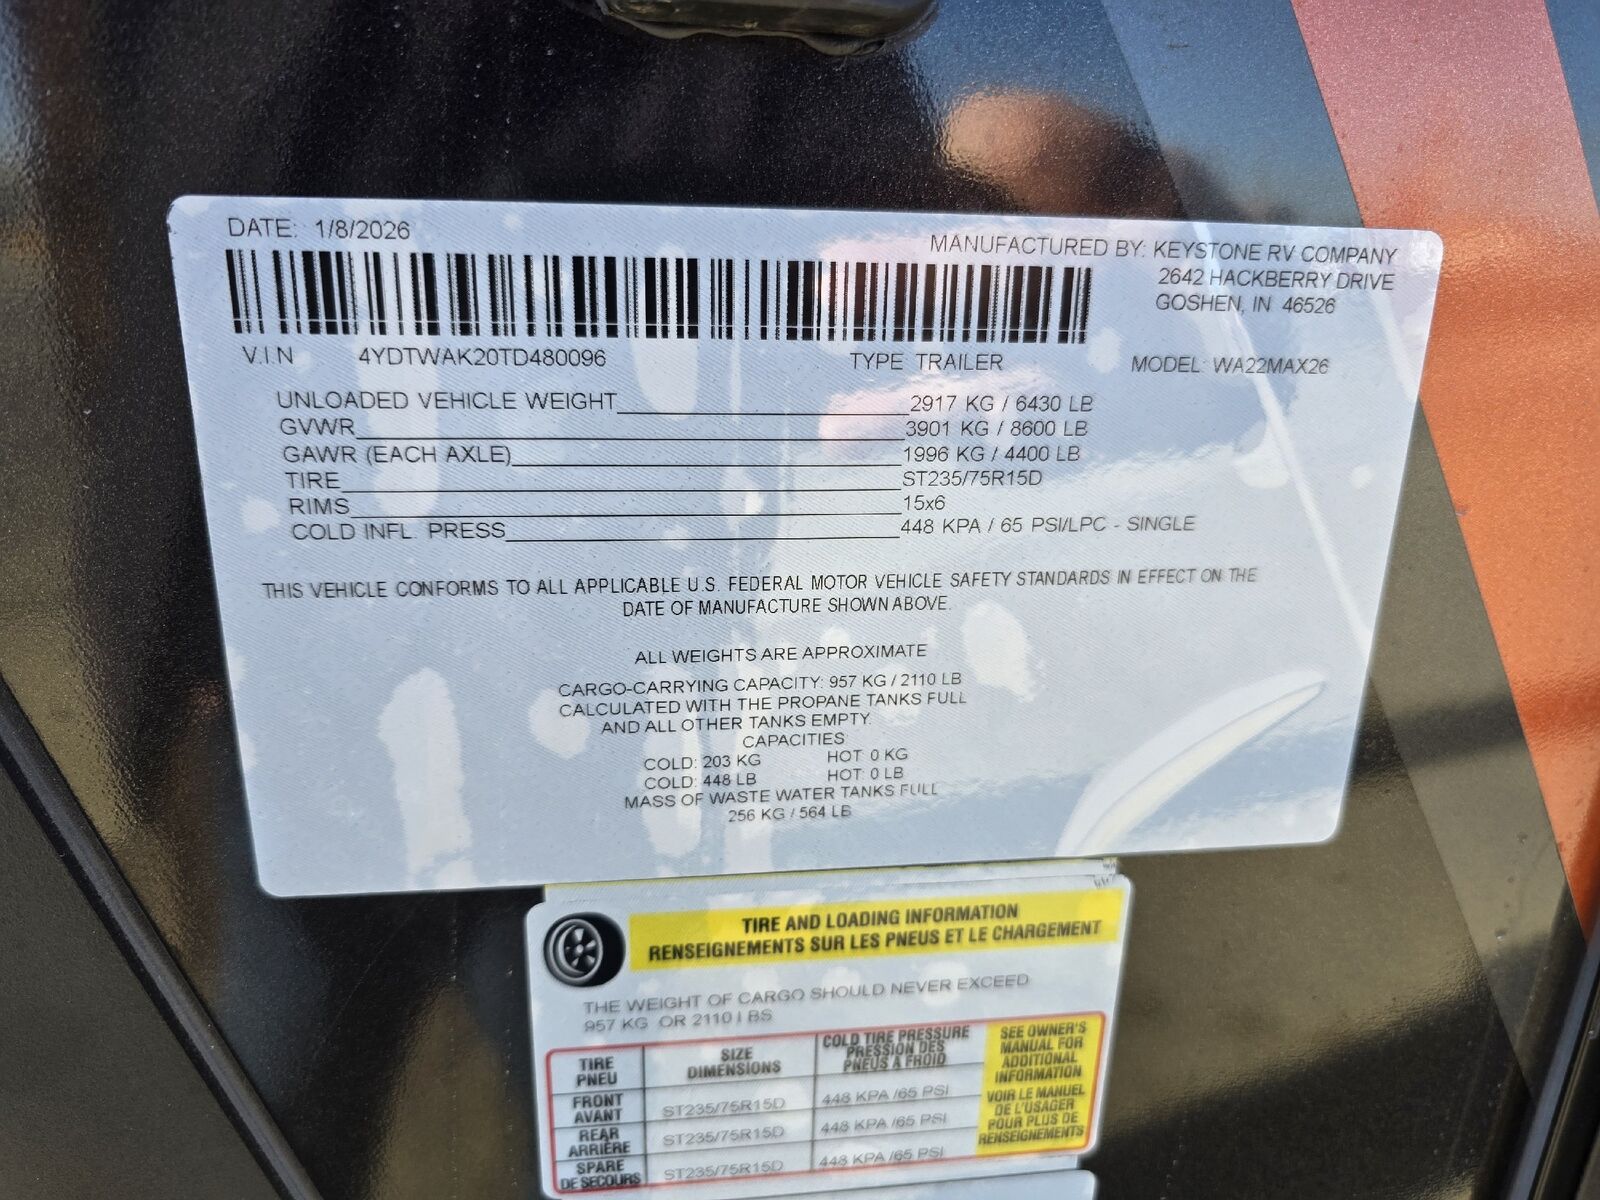 DATE: 1/8/2026
MANUFACTURED BY: KEYSTONE RV COMPANY
2642 HACKBERRY DRIVE
GOSHEN, IN 46526
V.I.N 4YDTWAK20TD480096 TYPE TRAILER MODEL: WA22MAX26
UNLOADED VEHICLE WEIGHT 2917 KG / 6430 LB
GVWR 3901 KG / 8600 LB
GAWR (EACH AXLE) 1996 KG / 4400 LB
TIRE ST235/75R15D
RIMS 15x6
COLD INFL. PRESS 448 KPA / 65 PSI/LPC - SINGLE
THIS VEHICLE CONFORMS TO ALL APPLICABLE U.S. FEDERAL MOTOR VEHICLE SAFETY STANDARDS IN EFFECT ON THE
DATE OF MANUFACTURE SHOWN ABOVE.
ALL WEIGHTS ARE APPROXIMATE
CARGO-CARRYING CAPACITY: 957 KG / 2110 LB
CALCULATED WITH THE PROPANE TANKS FULL
AND ALL OTHER TANKS EMPTY.
CAPACITIES
COLD: 203 KG HOT: 0 KG
COLD: 448 LB HOT: 0 LB
MASS OF WASTE WATER TANKS FULL
256 KG / 564 LB
TIRE AND LOADING INFORMATION
RENSEIGNEMENTS SUR LES PNEUS ET LE CHARGEMENT
THE WEIGHT OF CARGO SHOULD NEVER EXCEED
957 KG OR 2110 LBS
TIRE
PNEU
SIZE
DIMENSIONS
COLD TIRE PRESSURE
PRESSION DES
PNEUS À FROID
SEE OWNER'S
MANUAL FOR
ADDITIONAL
INFORMATION
VOIR LE MANUEL
DE L'USAGER
POUR PLUS DE
RENSEIGNEMENTS
FRONT
AVANT
ST235/75R15D 448 KPA /65 PSI
REAR
ARRIÈRE
ST235/75R15D 448 KPA /65 PSI
SPARE
DE SECOURS
ST235/75R15D 448 KPA /65 PSI